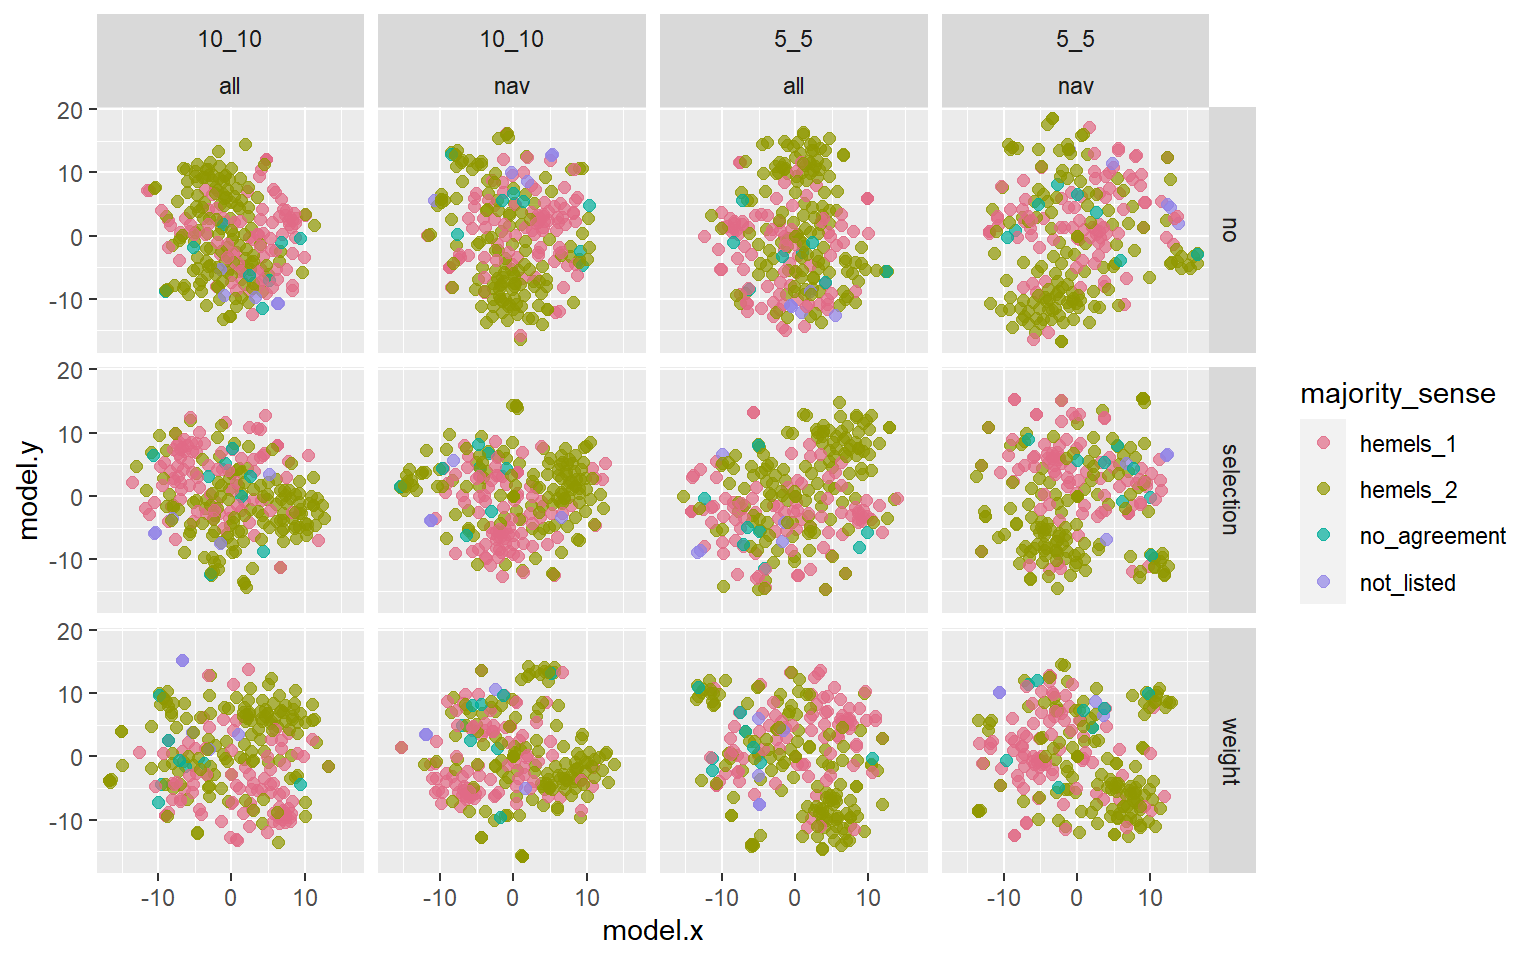 10_10 10_10 5_5 5_5
all nav all nav
20
10
0
-10
no
20
10
0
-10
selection
20
10
0
-10
weight
-10 0 10 -10 0 10 -10 0 10 -10 0 10
model.x
model.y
majority_sense
hemels_1
hemels_2
no_agreement
not_listed